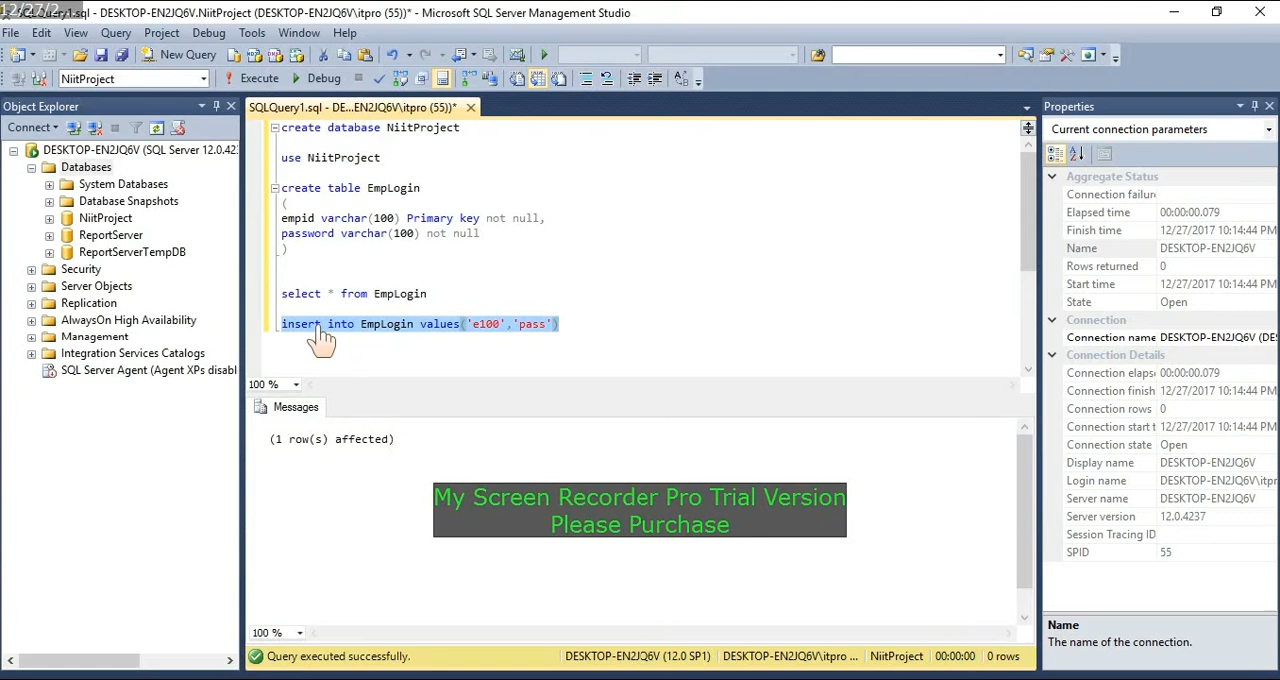 12/27/2
SQLQuery1.sql - DESKTOP-EN2JQ6V.NiitProject (DESKTOP-EN2JQ6V\itpro (55))* - Microsoft SQL Server Management Studio
File Edit View Query Project Debug Tools Window Help
New Query
NiitProject Execute Debug
Object Explorer
Connect
DESKTOP-EN2JQ6V (SQL Server 12.0.423
Databases
System Databases
Database Snapshots
NiitProject
ReportServer
ReportServerTempDB
Security
Server Objects
Replication
AlwaysOn High Availability
Management
Integration Services Catalogs
SQL Server Agent (Agent XPs disabl
SQLQuery1.sql - DE...EN2JQ6V\itpro (55))*
create database NiitProject
use NiitProject
create table EmpLogin
(
empid varchar(100) Primary key not null,
password varchar(100) not null
)
select * from EmpLogin
insert into EmpLogin values('e100','pass')
100 %
Messages
(1 row(s) affected)
My Screen Recorder Pro Trial Version
Please Purchase
100 %
Query executed successfully. DESKTOP-EN2JQ6V (12.0 SP1) DESKTOP-EN2JQ6V\itpro ... NiitProject 00:00:00 0 rows
Properties
Current connection parameters
Aggregate Status
Connection failure
Elapsed time 00:00:00.079
Finish time 12/27/2017 10:14:44 PM
Name DESKTOP-EN2JQ6V
Rows returned 0
Start time 12/27/2017 10:14:44 PM
State Open
Connection
Connection name DESKTOP-EN2JQ6V (DES
Connection Details
Connection elaps 00:00:00.079
Connection finish 12/27/2017 10:14:44 PM
Connection rows 0
Connection start t 12/27/2017 10:14:44 PM
Connection state Open
Display name DESKTOP-EN2JQ6V
Login name DESKTOP-EN2JQ6V\itpr
Server name DESKTOP-EN2JQ6V
Server version 12.0.4237
Session Tracing ID
SPID 55
Name
The name of the connection.